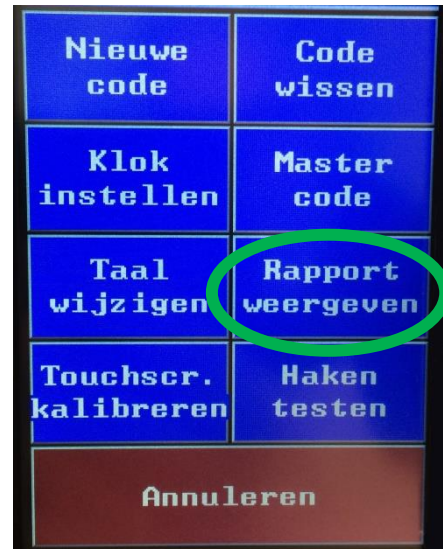 Nieuwe
code
Code
wissen
Klok
instellen
Master
code
Taal
wijzigen
Rapport
weergeven
Touchscr.
kalibreren
Haken
testen
Annuleren